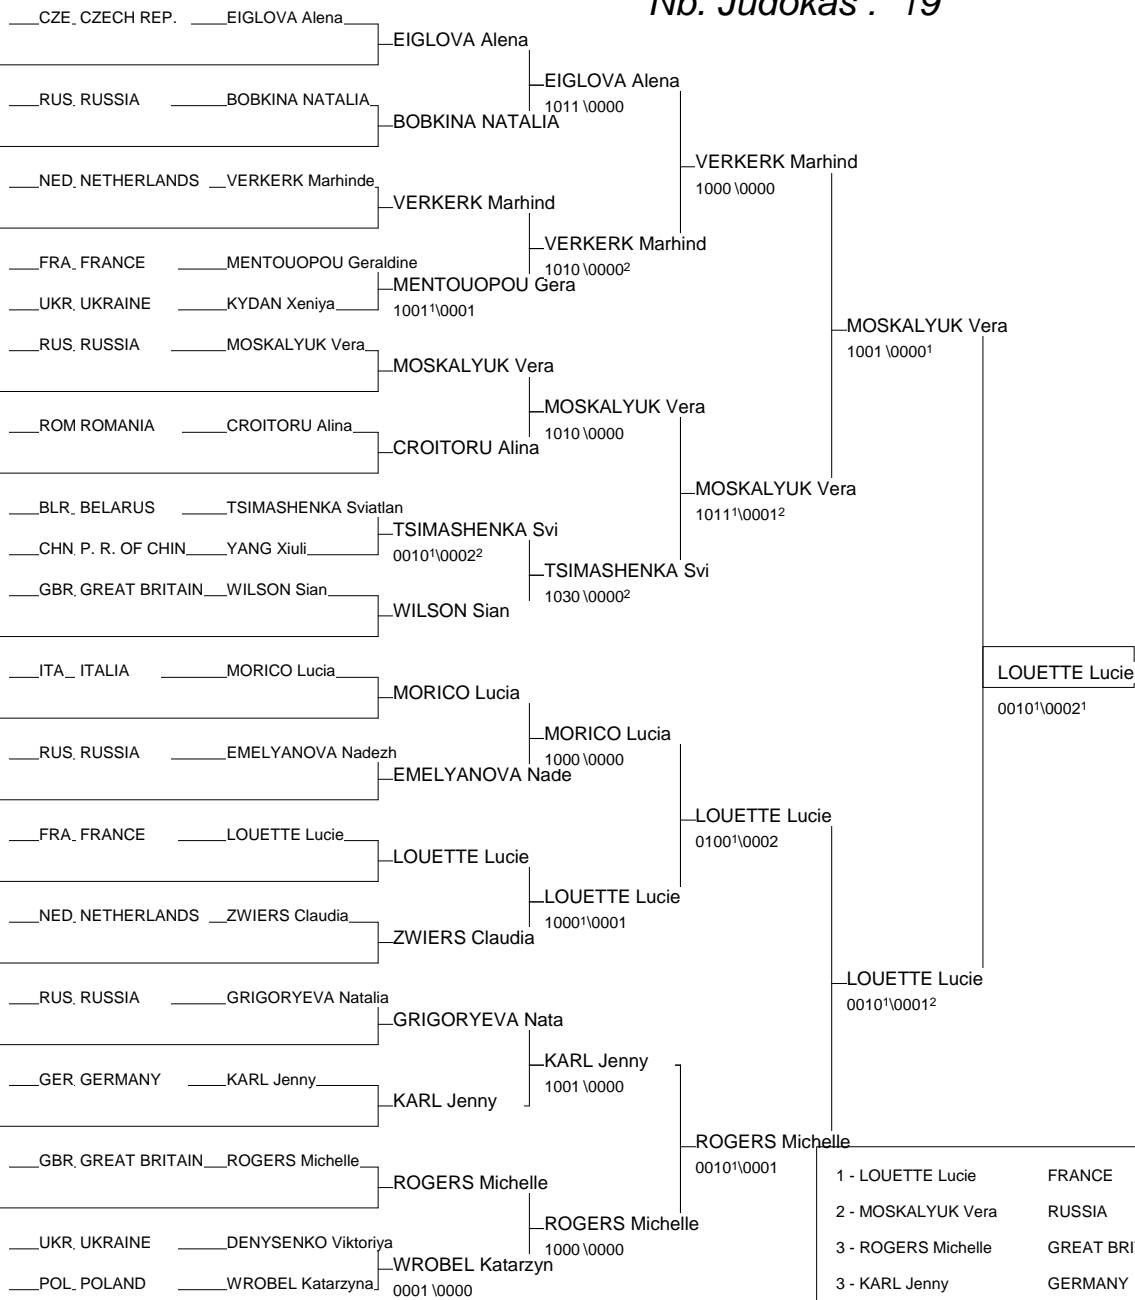 Nb. Judokas : 19
CZE CZECH REP. EIGLOVA Alena
EIGLOVA Alena
EIGLOVA Alena
1011 \0000
RUS RUSSIA BOBKINA NATALIA
BOBKINA NATALIA
VERKERK Marhind
1000 \0000
NED NETHERLANDS VERKERK Marhinde
VERKERK Marhind
VERKERK Marhind
1010 \0000²
FRA FRANCE MENTOUOPOU Geraldine
MENTOUOPOU Gera
1001¹\0001
UKR UKRAINE KYDAN Xeniya
MOSKALYUK Vera
1001 \0000¹
RUS RUSSIA MOSKALYUK Vera
MOSKALYUK Vera
MOSKALYUK Vera
1010 \0000
ROM ROMANIA CROITORU Alina
CROITORU Alina
MOSKALYUK Vera
1011¹\0001²
BLR BELARUS TSIMASHENKA Sviatlan
TSIMASHENKA Svi
0010¹\0002²
CHN P. R. OF CHIN YANG Xiuli
TSIMASHENKA Svi
1030 \0000²
GBR GREAT BRITAIN WILSON Sian
WILSON Sian
ITA ITALIA MORICO Lucia
LOUETTE Lucie
0010¹\0002¹
MORICO Lucia
MORICO Lucia
1000 \0000
RUS RUSSIA EMELYANOVA Nadezh
EMELYANOVA Nade
LOUETTE Lucie
0100¹\0002
FRA FRANCE LOUETTE Lucie
LOUETTE Lucie
LOUETTE Lucie
1000¹\0001
NED NETHERLANDS ZWIERS Claudia
ZWIERS Claudia
LOUETTE Lucie
0010¹\0001²
RUS RUSSIA GRIGORYEVA Natalia
GRIGORYEVA Nata
KARL Jenny
1001 \0000
GER GERMANY KARL Jenny
KARL Jenny
ROGERS Michelle
0010¹\0001
GBR GREAT BRITAIN ROGERS Michelle
ROGERS Michelle
ROGERS Michelle
1000 \0000
UKR UKRAINE DENYSENKO Viktoriya
WROBEL Katarzyn
0001 \0000
POL POLAND WROBEL Katarzyna
1 - LOUETTE Lucie FRANCE
2 - MOSKALYUK Vera RUSSIA
3 - ROGERS Michelle GREAT BRI
3 - KARL Jenny GERMANY